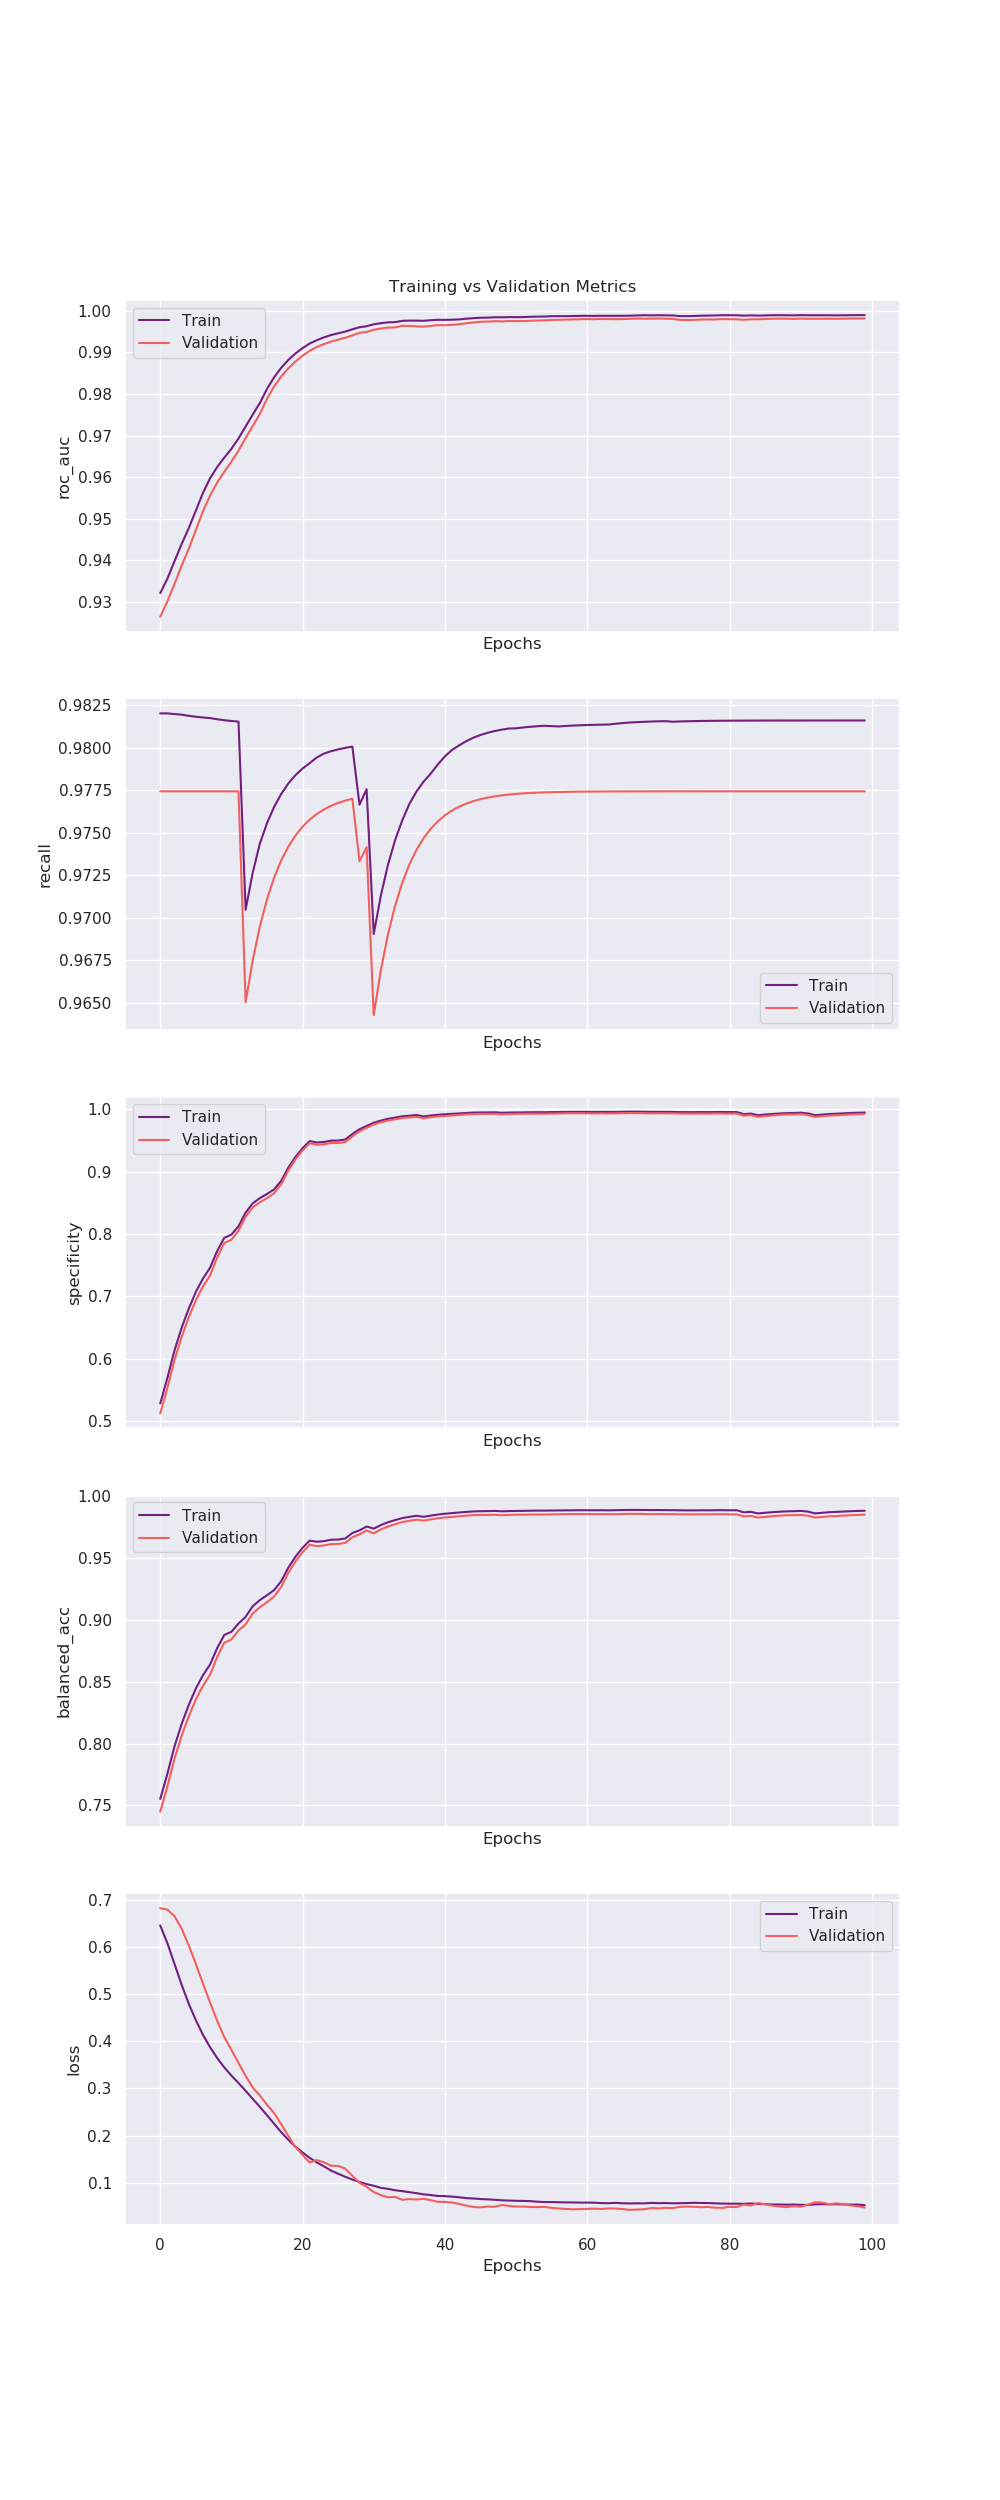 Training vs Validation Metrics
1.00
0.99
0.98
0.97
0.96
0.95
0.94
0.93
roc_auc
Train
Validation
Epochs
0.9825
0.9800
0.9775
0.9750
0.9725
0.9700
0.9675
0.9650
recall
Train
Validation
Epochs
1.0
0.9
0.8
0.7
0.6
0.5
specificity
Train
Validation
Epochs
1.00
0.95
0.90
0.85
0.80
0.75
balanced_acc
Train
Validation
Epochs
0.7
0.6
0.5
0.4
0.3
0.2
0.1
loss
Train
Validation
0 20 40 60 80 100
Epochs